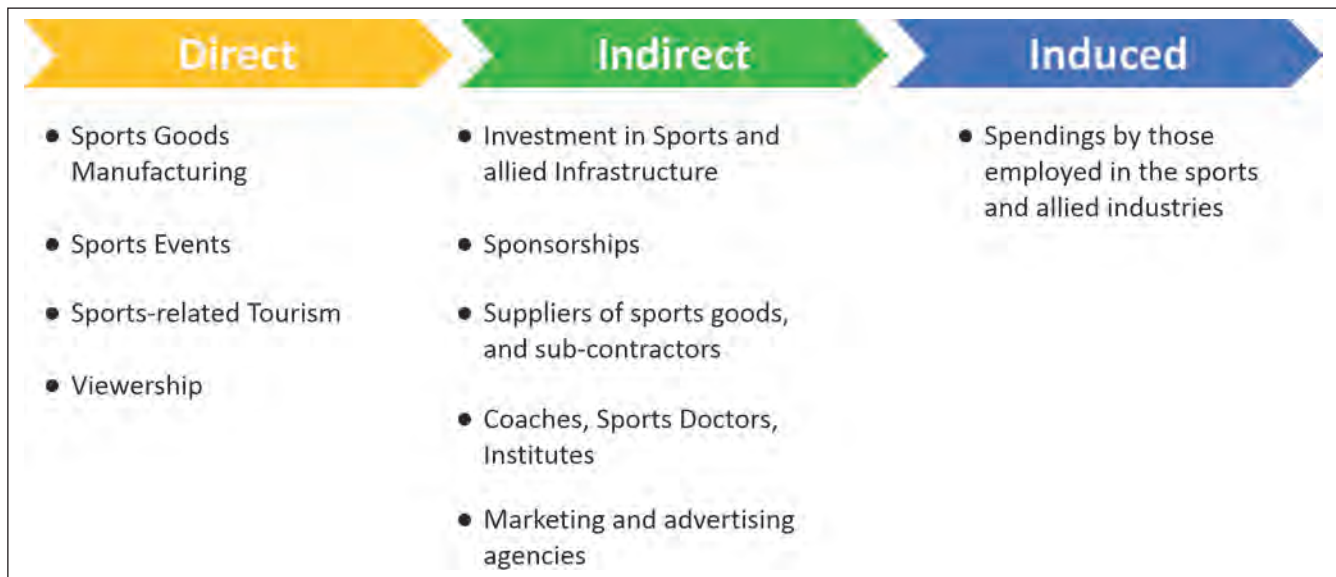 Direct
Indirect
Induced
● Sports Goods
Manufacturing
● Sports Events
● Sports-related Tourism
● Viewership
● Investment in Sports and
allied Infrastructure
● Sponsorships
● Suppliers of sports goods,
and sub-contractors
● Coaches, Sports Doctors,
Institutes
● Marketing and advertising
agencies
● Spendings by those
employed in the sports
and allied industries